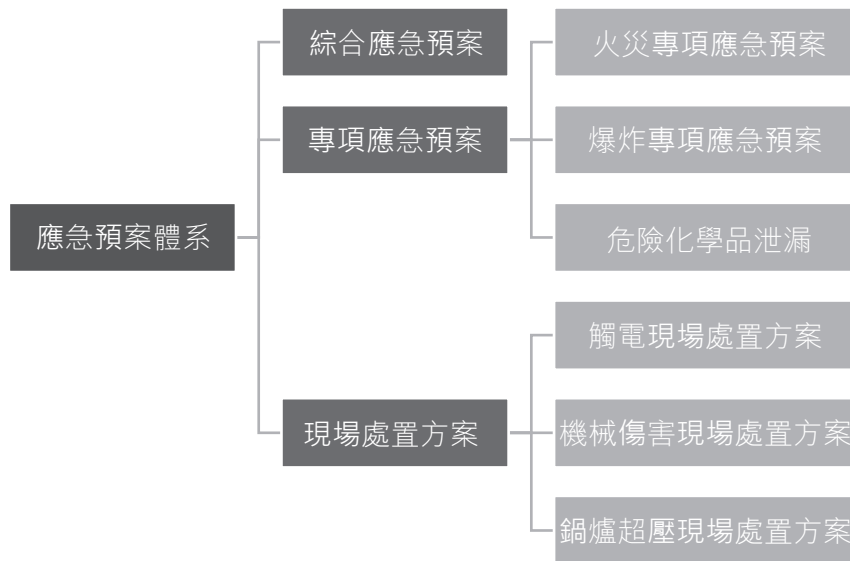 綜合應急預案
火災專項應急預案
專項應急預案
爆炸專項應急預案
應急預案體系
危險化學品泄漏
觸電現場處置方案
現場處置方案
機械傷害現場處置方案
鍋爐超壓現場處置方案